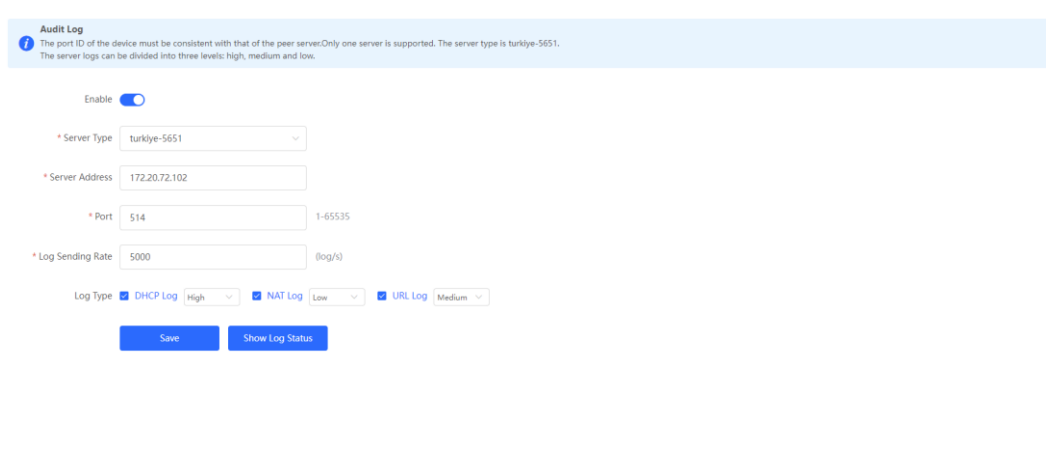 Audit Log
The port ID of the device must be consistent with that of the peer server.Only one server is supported. The server type is turkiye-5651.
The server logs can be divided into three levels: high, medium and low.
Enable
* Server Type turkiye-5651
* Server Address 172.20.72.102
* Port 514 1-65535
* Log Sending Rate 5000 (log/s)
Log Type DHCP Log High NAT Log Low URL Log Medium
Save Show Log Status